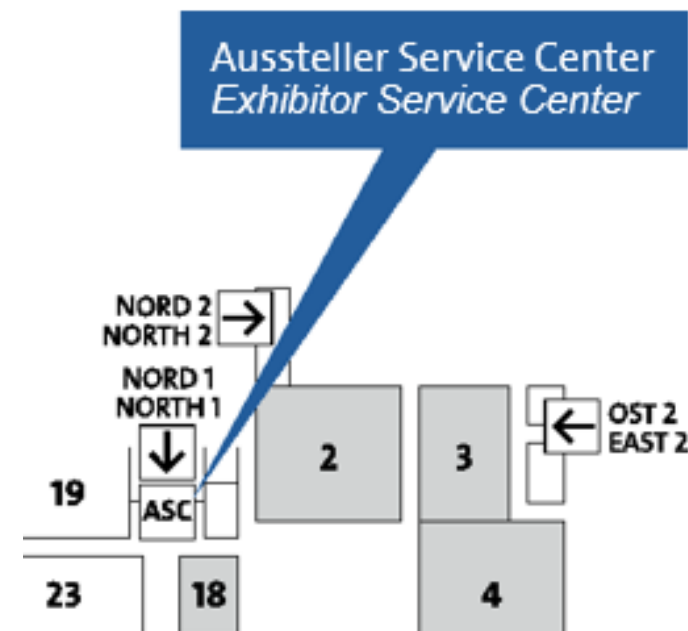 Aussteller Service Center
Exhibitor Service Center
NORD 2
NORTH 2
NORD 1
NORTH 1
OST 2
EAST 2
2
3
19
ASC
23
18
4